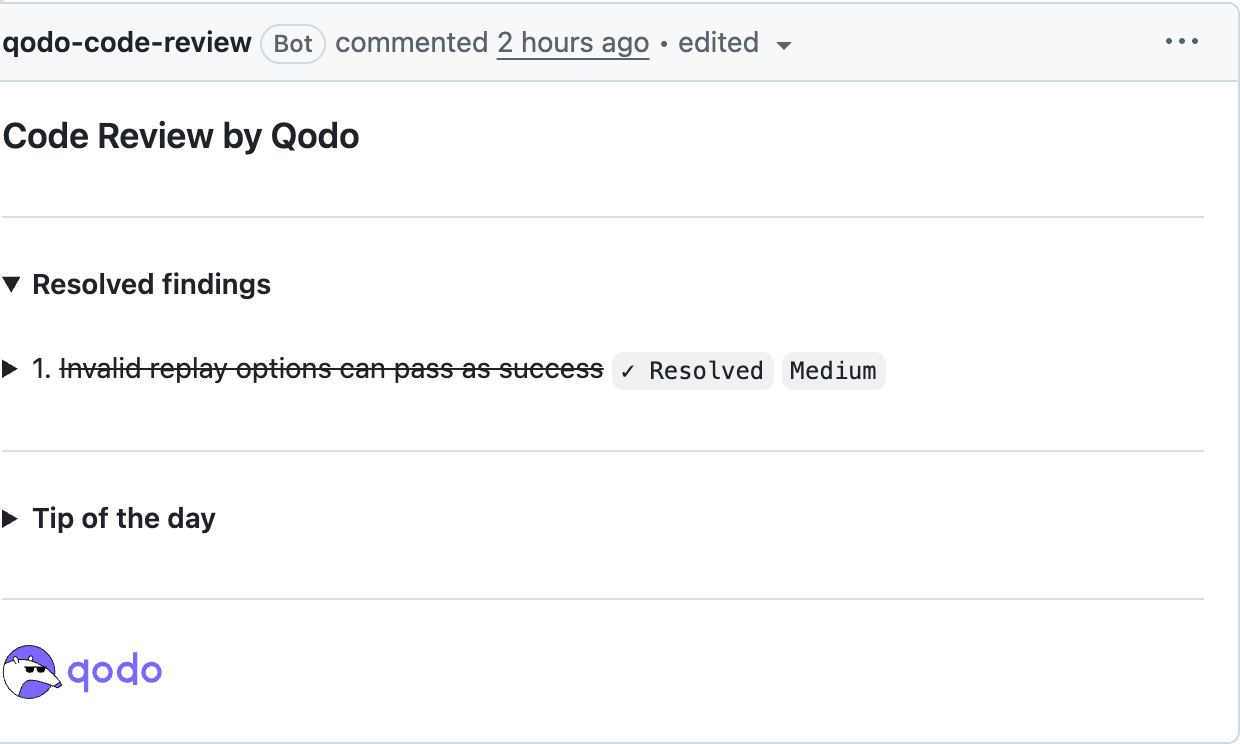 qodo-code-review Bot commented 2 hours ago • edited
Code Review by Qodo
Resolved findings
1. Invalid replay options can pass as success ✓ Resolved Medium
Tip of the day
qodo